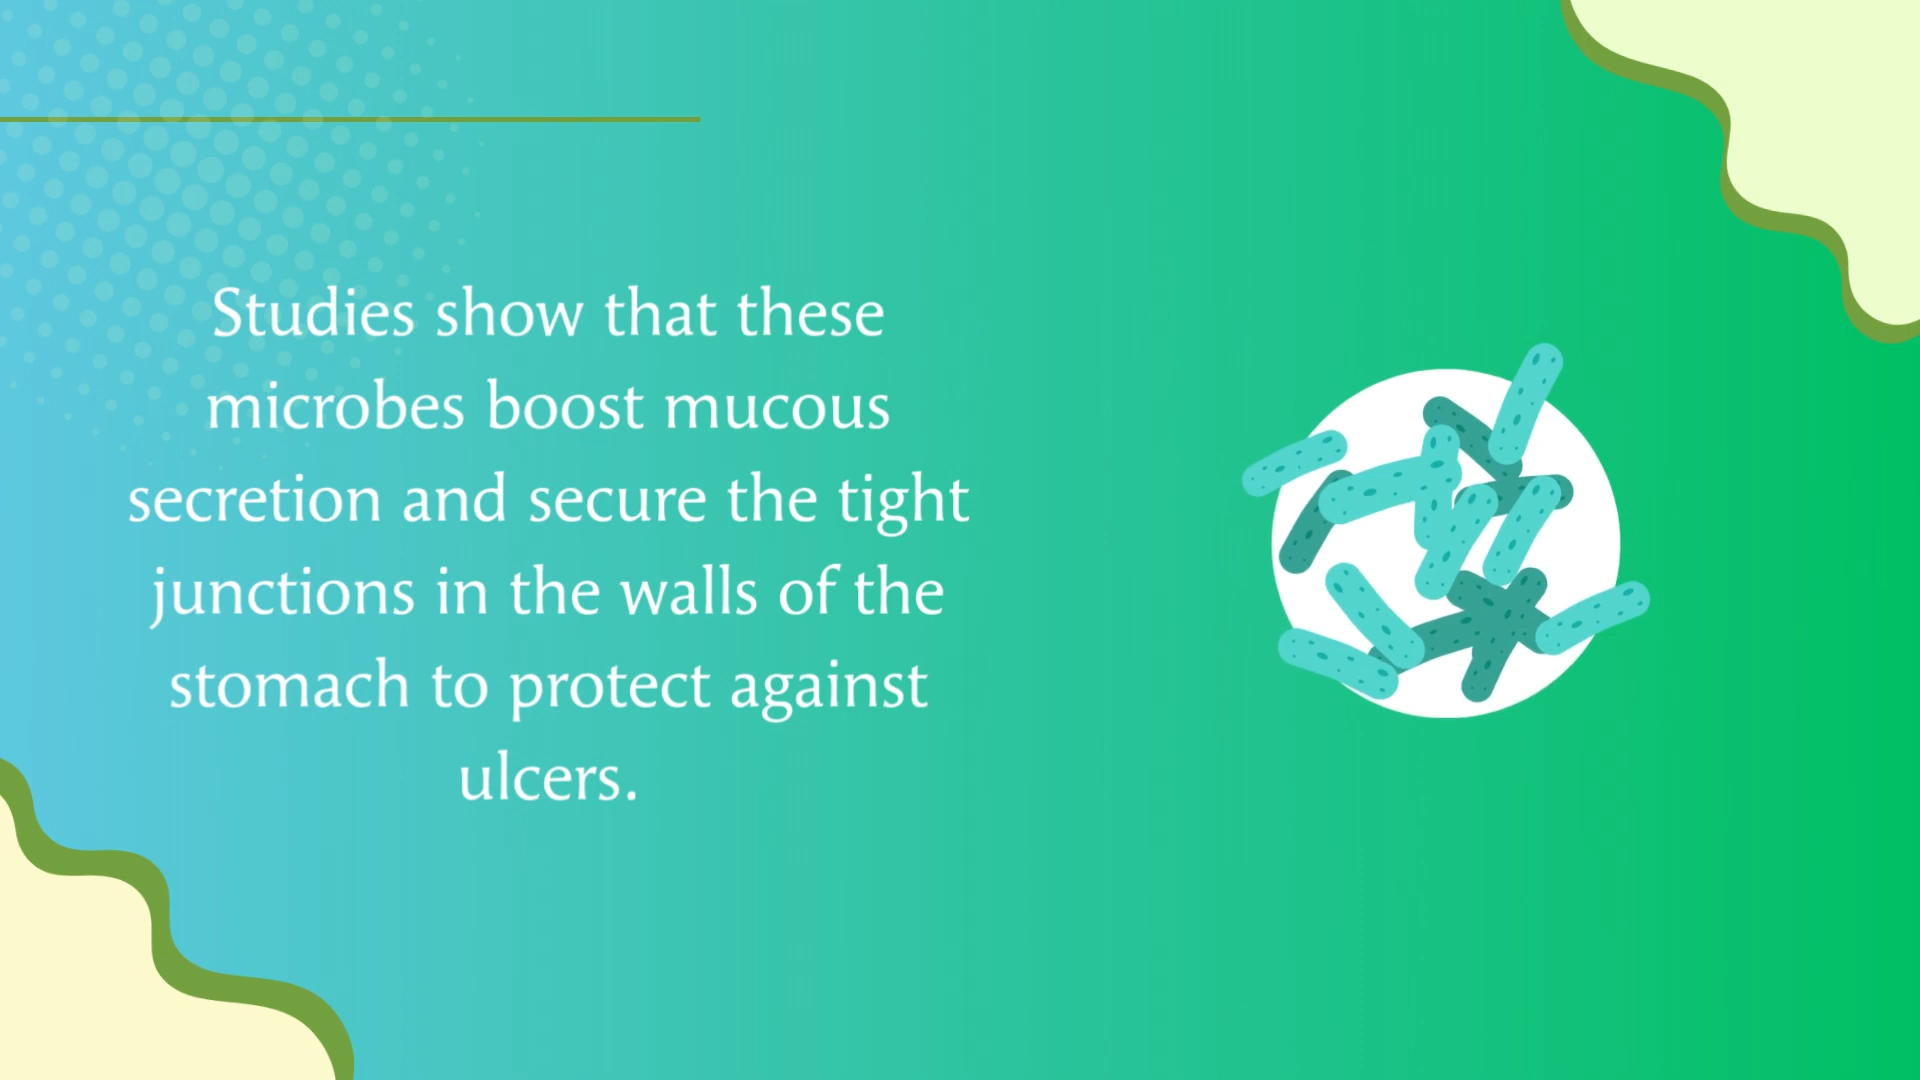 Studies show that these
microbes boost mucous
secretion and secure the tight
junctions in the walls of the
stomach to protect against
ulcers.